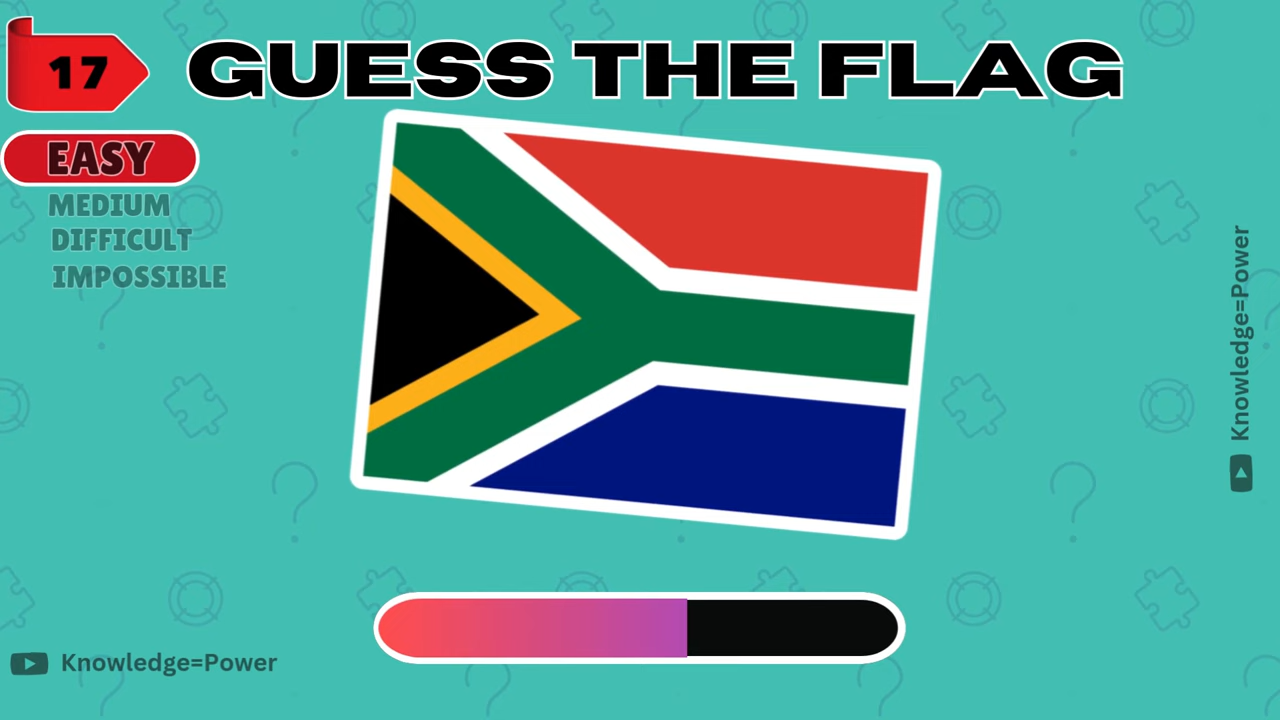 17
GUESS THE FLAG
EASY
MEDIUM
DIFFICULT
IMPOSSIBLE
Knowledge=Power
Knowledge=Power